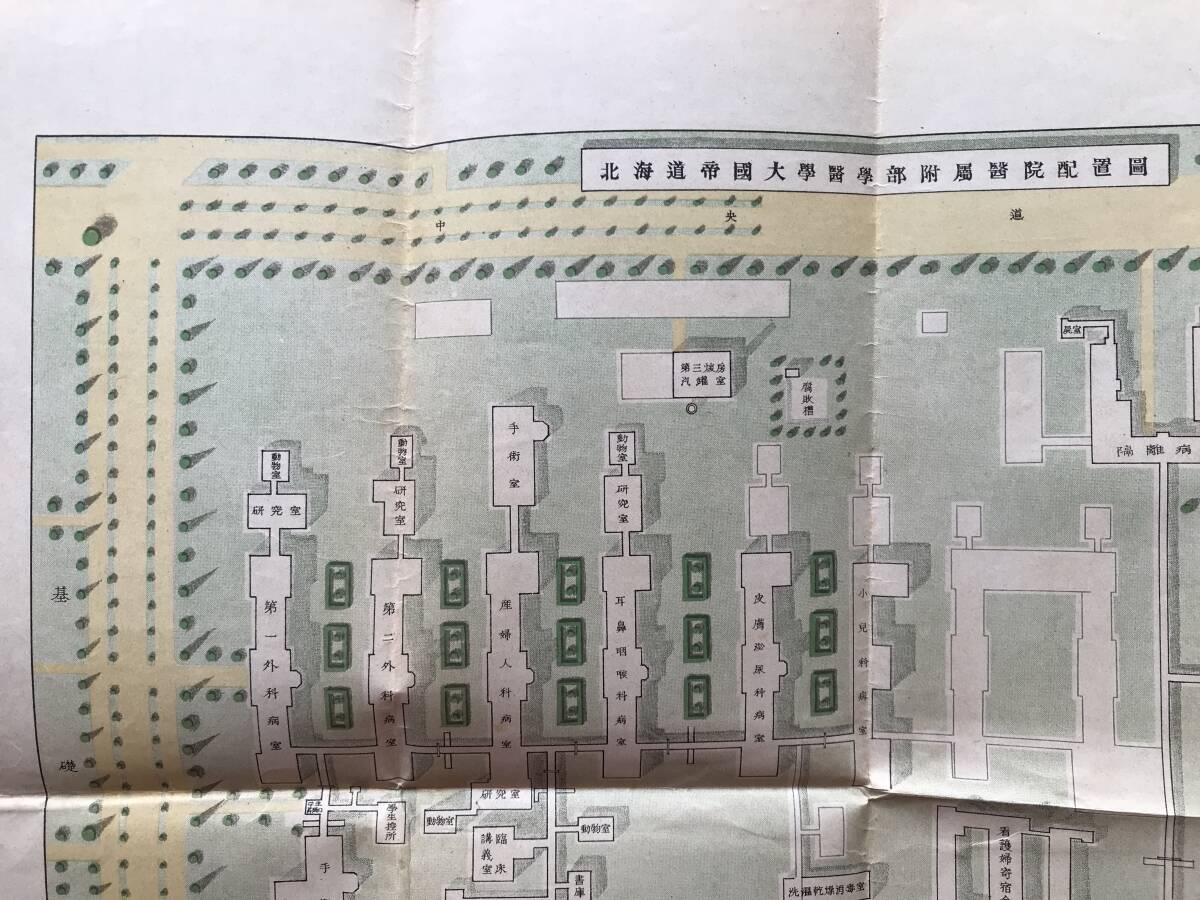 北海道帝國大學醫學部附屬醫院配置圖
中央道
第三煖房
汽罐室
腐敗槽
屍室
隔離病
手術室
動物室
動物室
動物室
研究室
研究室
研究室
基礎
第一外科病室
第二外科病室
産婦人科病室
耳鼻咽喉科病室
皮膚泌尿科病室
小兒科病室
學生控所
研究室
動物室
動物室
臨床
講義室
書庫
手
看護婦寄宿舍
洗濯乾燥消毒室